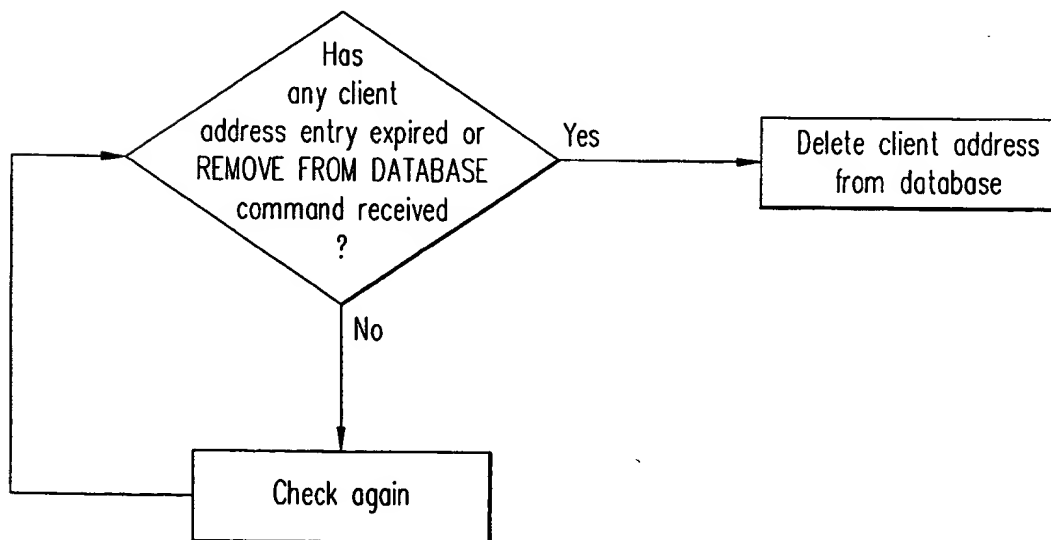 Has
any client
address entry expired or
REMOVE FROM DATABASE
command received
?
Yes
Delete client address
from database
No
Check again